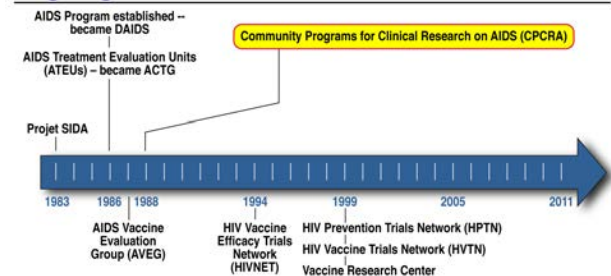 AIDS Program established --
became DAIDS
AIDS Treatment Evaluation Units
(ATEUs) – became ACTG
Community Programs for Clinical Research on AIDS (CPCRA)
Projet SIDA
1983 1986 1988 1994 1999 2005 2011
AIDS Vaccine
Evaluation
Group (AVEG)
HIV Vaccine
Efficacy Trials
Network
(HIVNET)
HIV Prevention Trials Network (HPTN)
HIV Vaccine Trials Network (HVTN)
Vaccine Research Center